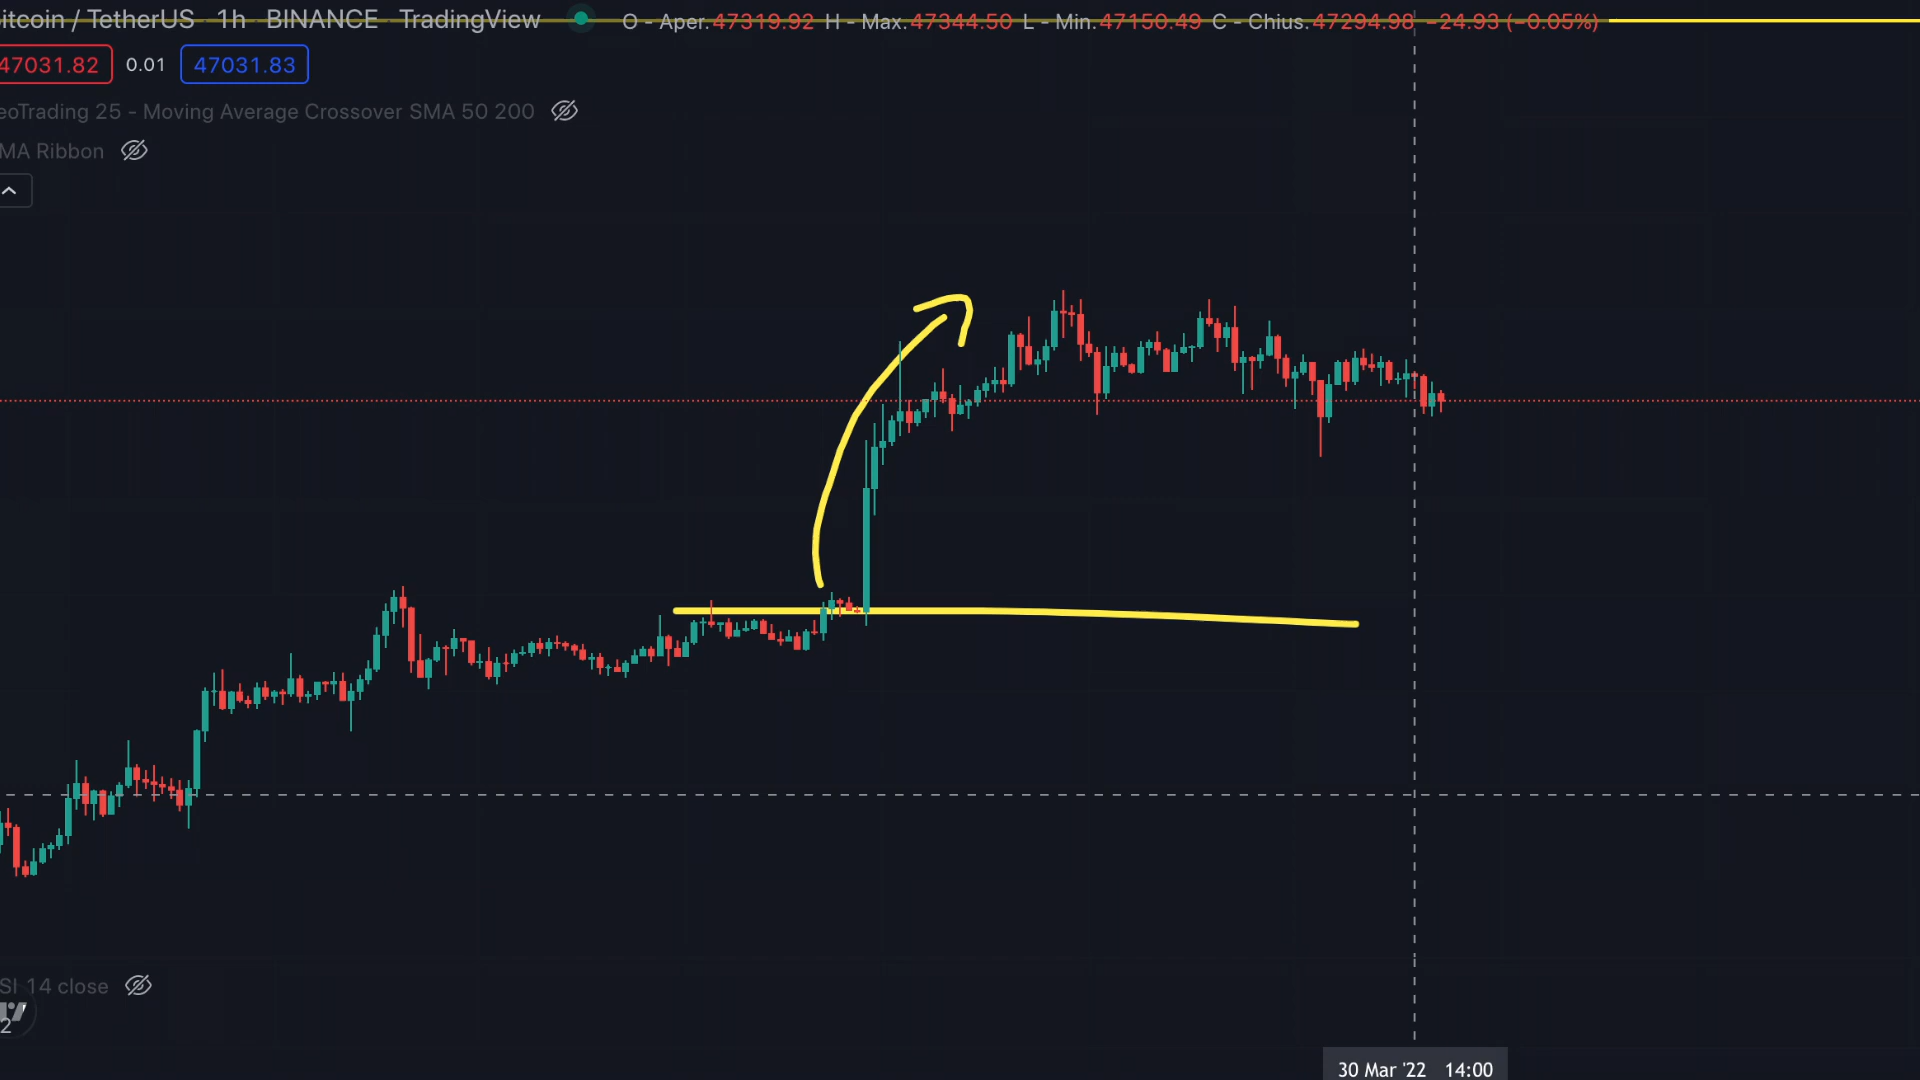 itcoin / TetherUS · 1h · BINANCE · TradingView O - Aper.47319.92 H - Max.47344.50 L - Min.47150.49 C - Chius.47294.98 −24.93 (−0.05%)
47031.82 0.01 47031.83
eoTrading 25 - Moving Average Crossover SMA 50 200
MA Ribbon
SI 14 close
2
30 Mar '22 14:00